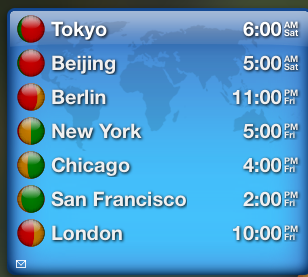 Tokyo 6:00 AM Sat
Beijing 5:00 AM Sat
Berlin 11:00 PM Fri
New York 5:00 PM Fri
Chicago 4:00 PM Fri
San Francisco 2:00 PM Fri
London 10:00 PM Fri